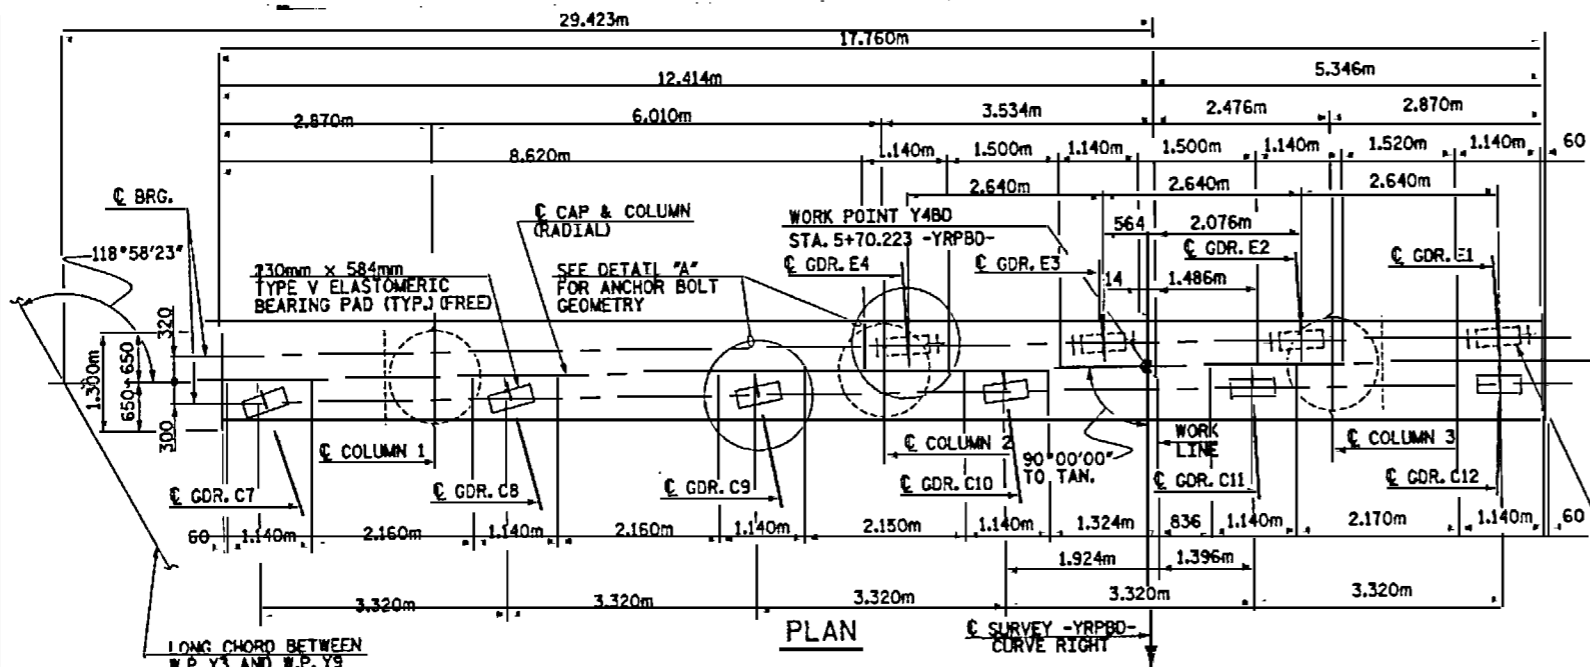 29.423m
17.760m
12.414m
5.346m
2.870m
6.010m
3.534m
2.476m
2.870m
8.620m
1.140m
1.500m
1.140m
1.500m
1.140m
1.520m
1.140m
60
2.640m
2.640m
2.640m
℄ BRG.
℄ CAP & COLUMN
(RADIAL)
WORK POINT Y4BD
STA. 5+70.223 -YRPBD-
564
2.076m
118°58'23"
230mm × 584mm
TYPE V ELASTOMERIC
BEARING PAD (TYP.) (FREE)
SEE DETAIL "A"
FOR ANCHOR BOLT
GEOMETRY
℄ GDR. E4
℄ GDR. E3
℄ GDR. E2
℄ GDR. E1
14
1.486m
320
1.300m
650
650
300
℄ COLUMN 1
℄ COLUMN 2
WORK
LINE
℄ COLUMN 3
90°00'00"
TO TAN.
℄ GDR. C7
℄ GDR. C8
℄ GDR. C9
℄ GDR. C10
℄ GDR. C11
℄ GDR. C12
60
1.140m
2.160m
1.140m
2.160m
1.140m
2.150m
1.140m
1.324m
836
1.140m
2.170m
1.140m
60
1.924m
1.396m
3.320m
3.320m
3.320m
3.320m
3.320m
PLAN
℄ SURVEY -YRPBD-
CURVE RIGHT
LONG CHORD BETWEEN
W.P. Y3 AND W.P. Y9